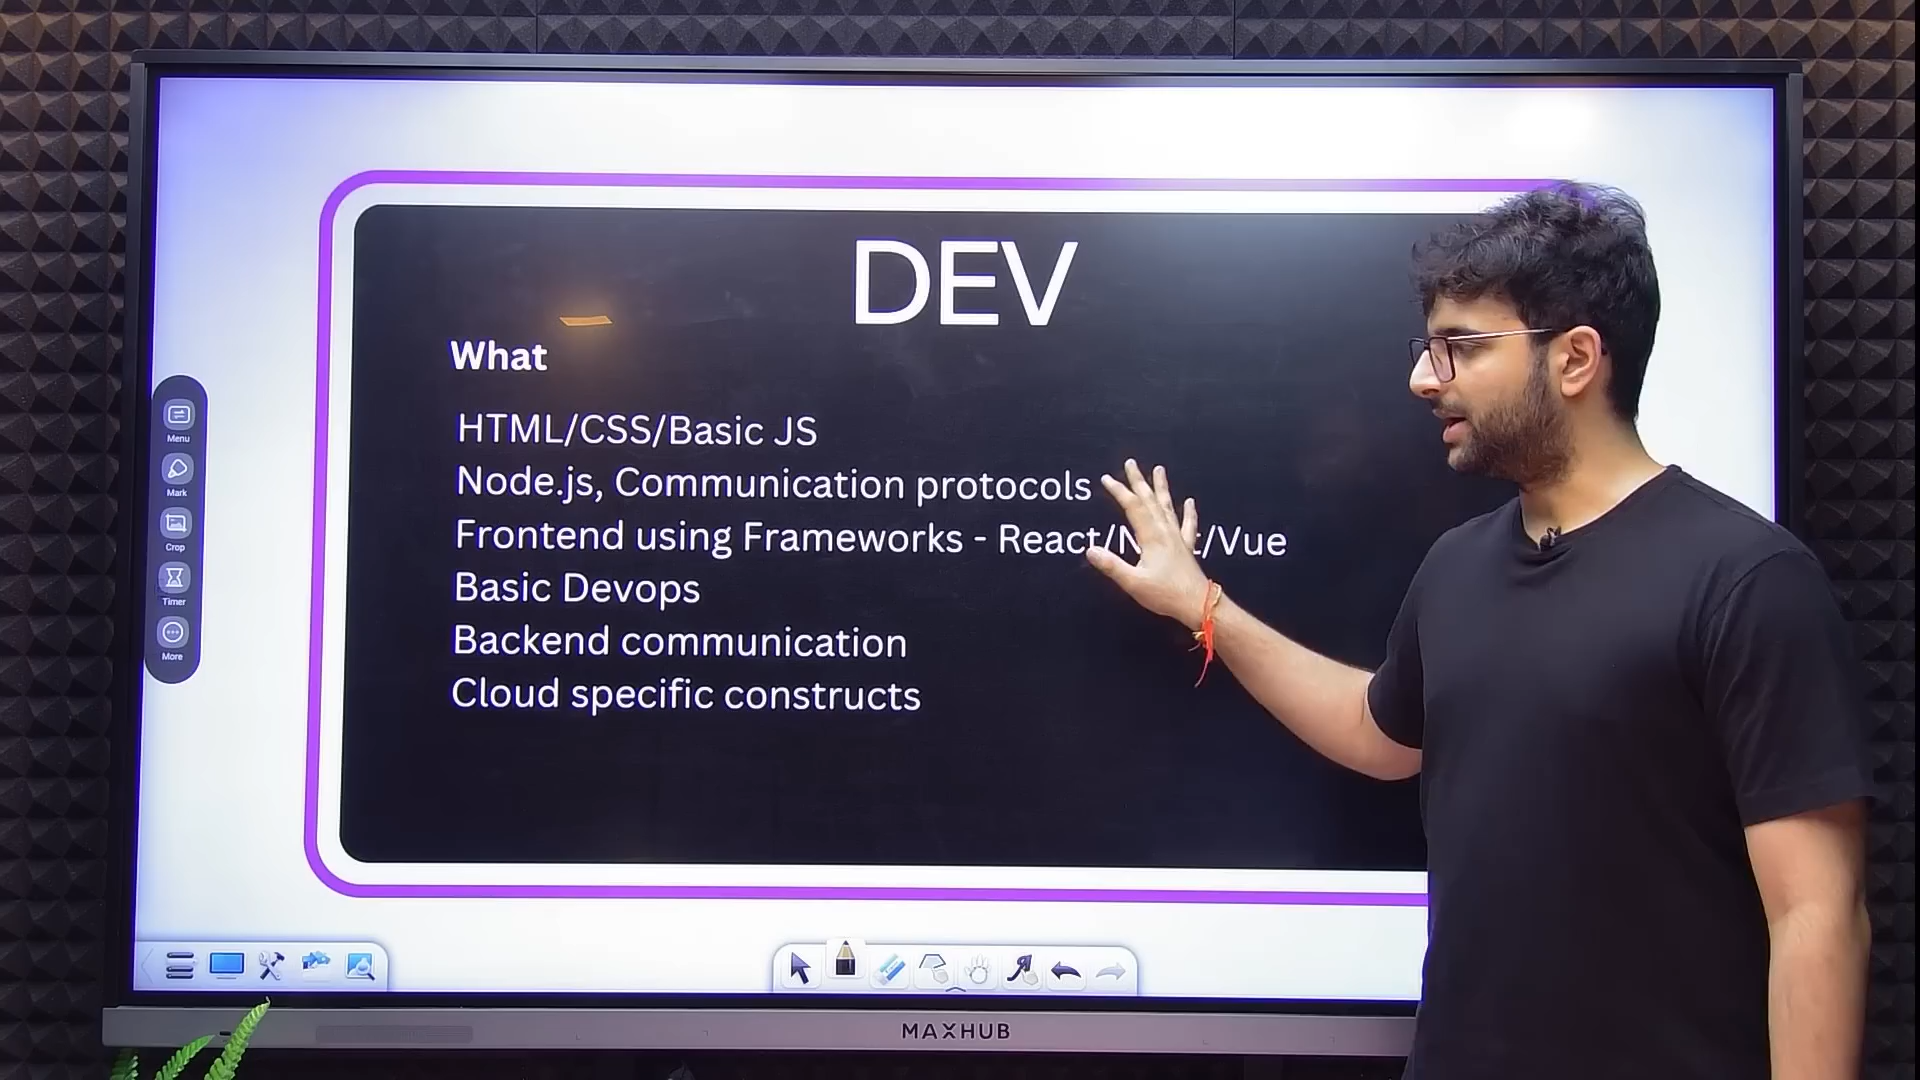 DEV
What
HTML/CSS/Basic JS
Node.js, Communication protocols
Frontend using Frameworks - React/ /Vue
Basic Devops
Backend communication
Cloud specific constructs
Menu
Mark
Crop
Timer
More
MAXHUB